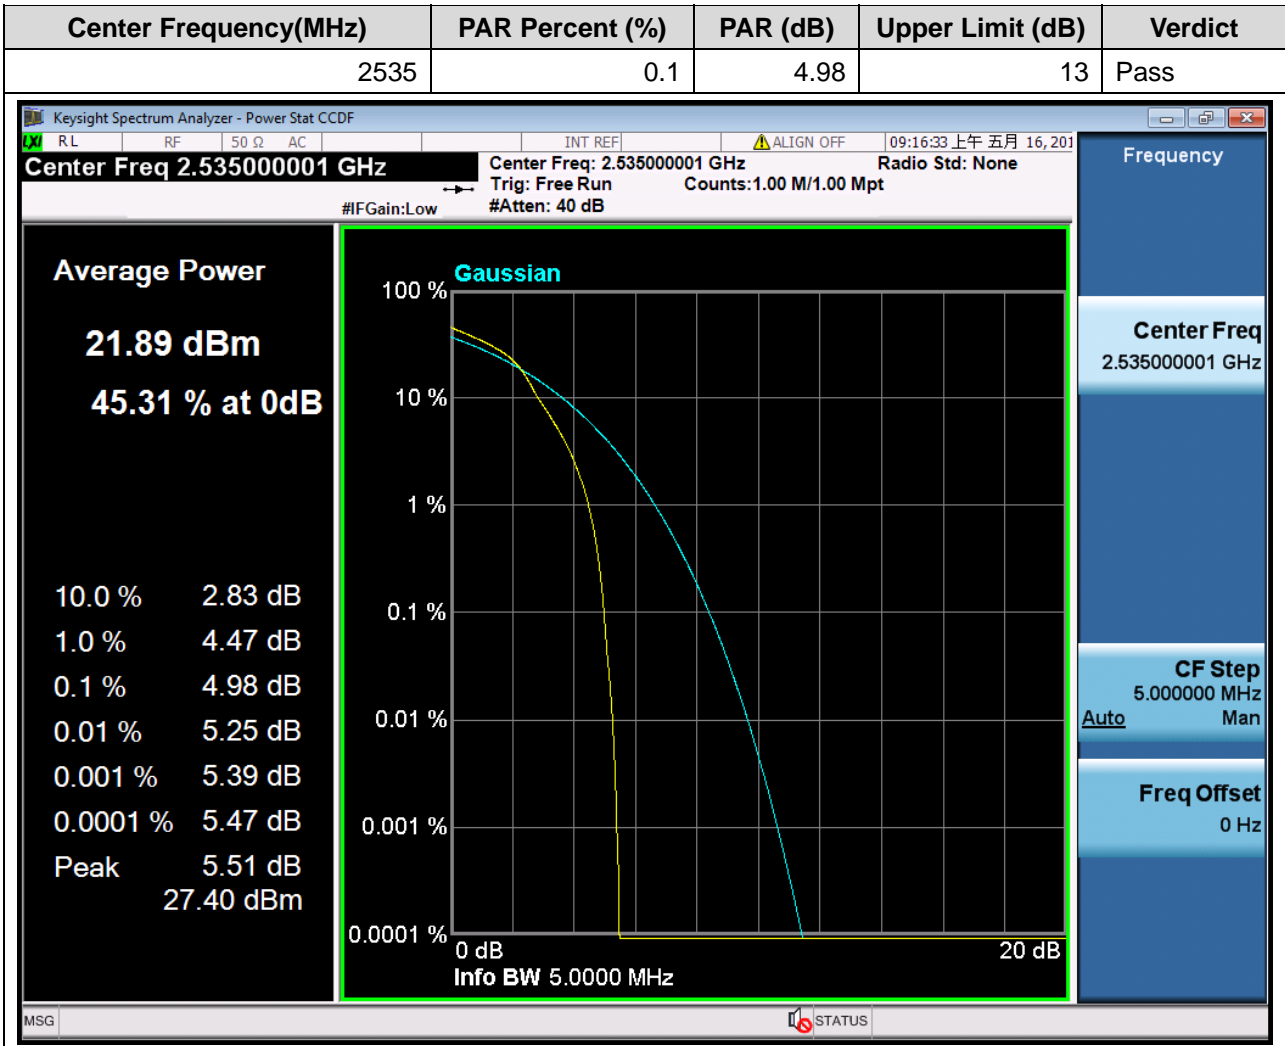 Center Frequency(MHz) PAR Percent (%) PAR (dB) Upper Limit (dB) Verdict
2535 0.1 4.98 13 Pass
Keysight Spectrum Analyzer - Power Stat CCDF
LXI RL RF 50 Ω AC INT REF ALIGN OFF 09:16:33 上午 五月 16, 201
Center Freq 2.535000001 GHz
Center Freq: 2.535000001 GHz Radio Std: None
Trig: Free Run Counts:1.00 M/1.00 Mpt
#IFGain:Low #Atten: 40 dB
Average Power
21.89 dBm
45.31 % at 0dB
10.0 % 2.83 dB
1.0 % 4.47 dB
0.1 % 4.98 dB
0.01 % 5.25 dB
0.001 % 5.39 dB
0.0001 % 5.47 dB
Peak 5.51 dB
27.40 dBm
Gaussian
100 %
10 %
1 %
0.1 %
0.01 %
0.001 %
0.0001 %
0 dB 20 dB
Info BW 5.0000 MHz
Frequency
Center Freq
2.535000001 GHz
CF Step
5.000000 MHz
Auto Man
Freq Offset
0 Hz
MSG STATUS